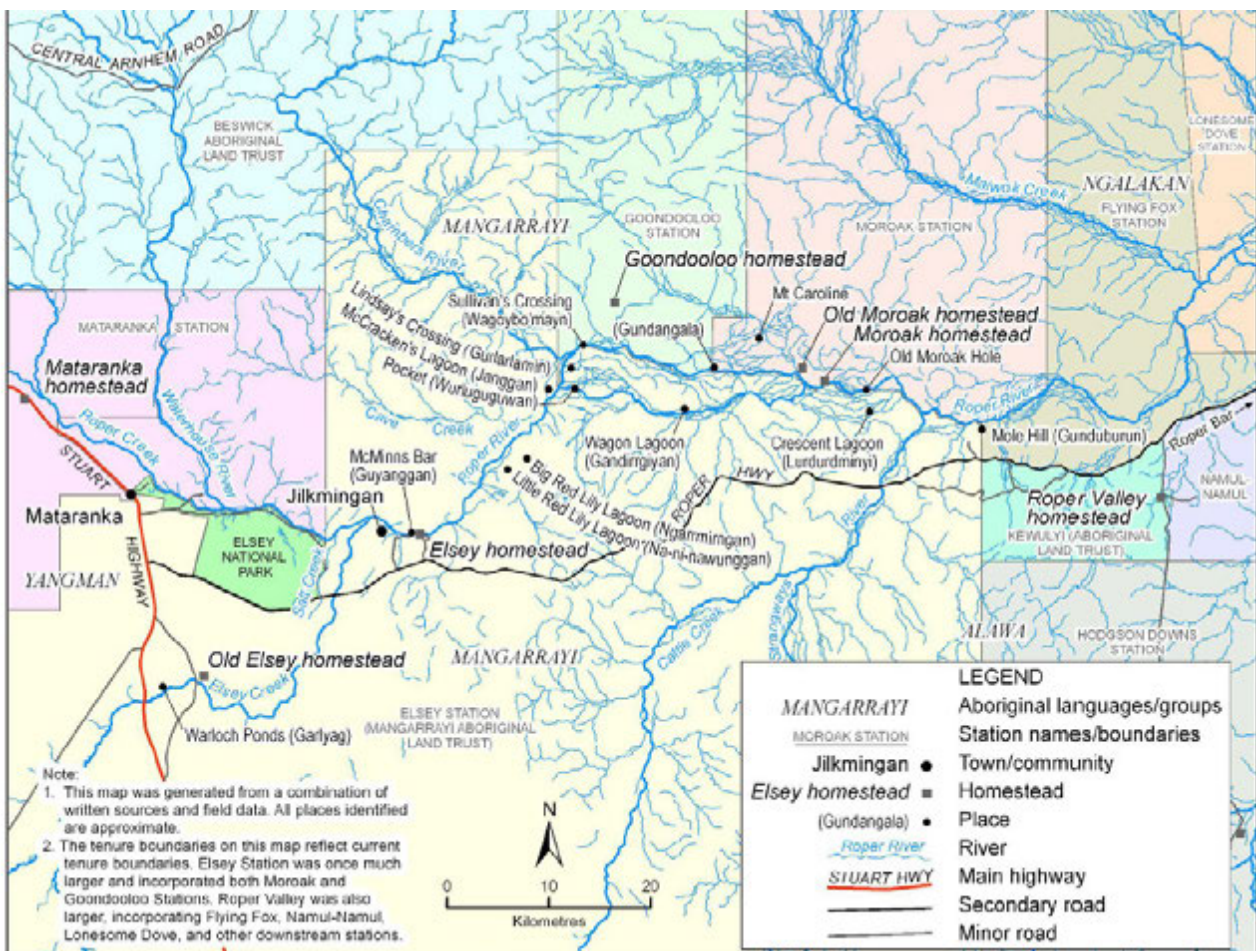 CENTRAL ARNHEM ROAD
BESWICK
ABORIGINAL
LAND TRUST
LONESOME
DOVE
STATION
Maiwok Creek
NGALAKAN
FLYING FOX
STATION
Chambers River
MANGARRAYI
GOONDOOLOO
STATION
MOROAK STATION
Goondooloo homestead
Mt Caroline
Sullivan's Crossing
(Wagoybo'mayn)
(Gundangala)
Old Moroak homestead
Moroak homestead
Old Moroak Hole
Lindsay's Crossing (Guilarlamin)
McCracken's Lagoon (Janggan)
Pocket (Wurluguguwan)
MATARANKA STATION
Mataranka
homestead
Roper Creek
Waterhouse River
Cave Creek
Roper River
Roper River
Roper Bar
Wagon Lagoon
(Gandirrgiyan)
Crescent Lagoon
(Lurdurdminyi)
Mole Hill (Gunduburun)
STUART
HIGHWAY
McMinns Bar
(Guyanggan)
Big Red Lily Lagoon (Ngarrmirngan)
Little Red Lily Lagoon (Na-ni-nawunggan)
ROPER
HWY
Roper Valley
homestead
KEWULYI (ABORIGINAL
LAND TRUST)
NAMUL
NAMUL
Mataranka
Jilkmingan
Elsey homestead
ELSEY
NATIONAL
PARK
YANGMAN
Salt Creek
River
Strangways
Cattle Creek
ALAWA
HODGSON DOWNS
STATION
Old Elsey homestead
MANGARRAYI
Elsey Creek
Warloch Ponds (Garlyag)
ELSEY STATION
(MANGARRAYI ABORIGINAL
LAND TRUST)
Note:
1. This map was generated from a combination of
written sources and field data. All places identified
are approximate.
2. The tenure boundaries on this map reflect current
tenure boundaries. Elsey Station was once much
larger and incorporated both Moroak and
Goondooloo Stations. Roper Valley was also
larger, incorporating Flying Fox, Namul-Namul,
Lonesome Dove, and other downstream stations.
N
0 10 20
Kilometres
LEGEND
MANGARRAYI Aboriginal languages/groups
MOROAK STATION Station names/boundaries
Jilkmingan Town/community
Elsey homestead Homestead
(Gundangala) Place
Roper River River
STUART HWY Main highway
Secondary road
Minor road